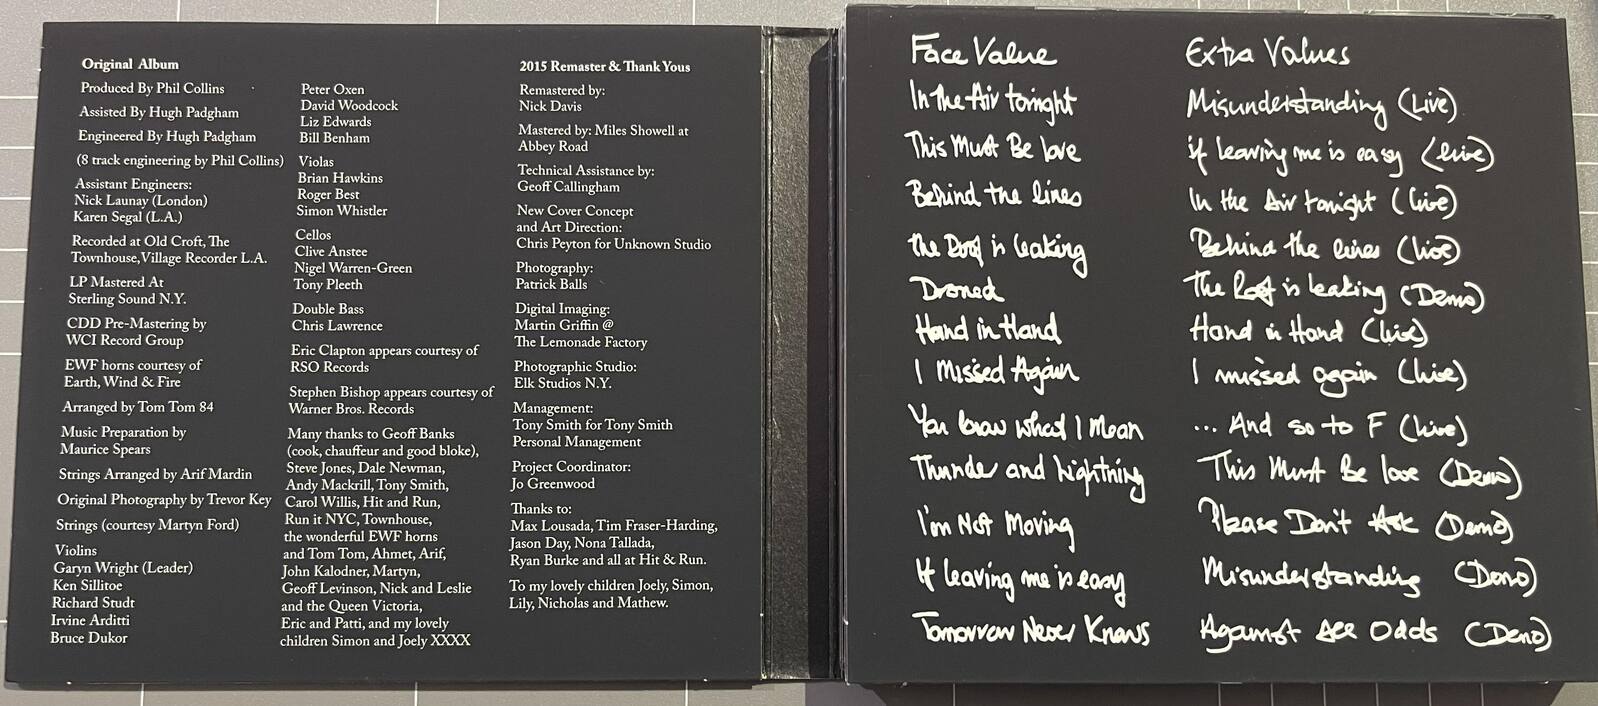 Original Album
Produced By Phil Collins
Assisted By Hugh Padgham
Engineered By Hugh Padgham
(8 track engineering by Phil Collins)
Assistant Engineers:
Nick Launay (London)
Karen Segal (L.A.)
Recorded at Old Croft, The
Townhouse,Village Recorder L.A.
LP Mastered At
Sterling Sound N.Y.
CDD Pre-Mastering by
WCI Record Group
EWF horns courtesy of
Earth, Wind & Fire
Arranged by Tom Tom 84
Music Preparation by
Maurice Spears
Strings Arranged by Arif Mardin
Original Photography by Trevor Key
Strings (courtesy Martyn Ford)
Violins
Garyn Wright (Leader)
Ken Sillitoe
Richard Studt
Irvine Arditti
Bruce Dukor
Peter Oxen
David Woodcock
Liz Edwards
Bill Benham
Violas
Brian Hawkins
Roger Best
Simon Whistler
Cellos
Clive Anstee
Nigel Warren-Green
Tony Pleeth
Double Bass
Chris Lawrence
Eric Clapton appears courtesy of
RSO Records
Stephen Bishop appears courtesy of
Warner Bros. Records
Many thanks to Geoff Banks
(cook, chauffeur and good bloke),
Steve Jones, Dale Newman,
Andy Mackrill, Tony Smith,
Carol Willis, Hit and Run,
Run it NYC, Townhouse,
the wonderful EWF horns
and Tom Tom, Ahmet, Arif,
John Kalodner, Martyn,
Geoff Levinson, Nick and Leslie
and the Queen Victoria,
Eric and Patti, and my lovely
children Simon and Joely XXXX
2015 Remaster & Thank Yous
Remastered by:
Nick Davis
Mastered by: Miles Showell at
Abbey Road
Technical Assistance by:
Geoff Callingham
New Cover Concept
and Art Direction:
Chris Peyton for Unknown Studio
Photography:
Patrick Balls
Digital Imaging:
Martin Griffin @
The Lemonade Factory
Photographic Studio:
Elk Studios N.Y.
Management:
Tony Smith for Tony Smith
Personal Management
Project Coordinator:
Jo Greenwood
Thanks to:
Max Lousada, Tim Fraser-Harding,
Jason Day, Nona Tallada,
Ryan Burke and all at Hit & Run.
To my lovely children Joely, Simon,
Lily, Nicholas and Mathew.
Face Value
In the Air tonight
This Must Be love
Behind the lines
the Roof is leaking
Droned
Hand in Hand
I Missed Again
You know what I Mean
Thunder and Lightning
I'm Not Moving
If leaving me is easy
Tomorrow Never Knows
Extra Values
Misunderstanding (Live)
if leaving me is easy (live)
In the Air tonight (live)
Behind the lines (live)
The Roof is leaking (Demo)
Hand in Hand (live)
I missed again (live)
... And so to F (Live)
This Must Be love (Demo)
Please Don't Ask (Demo)
Misunderstanding (Demo)
Against All Odds (Demo)